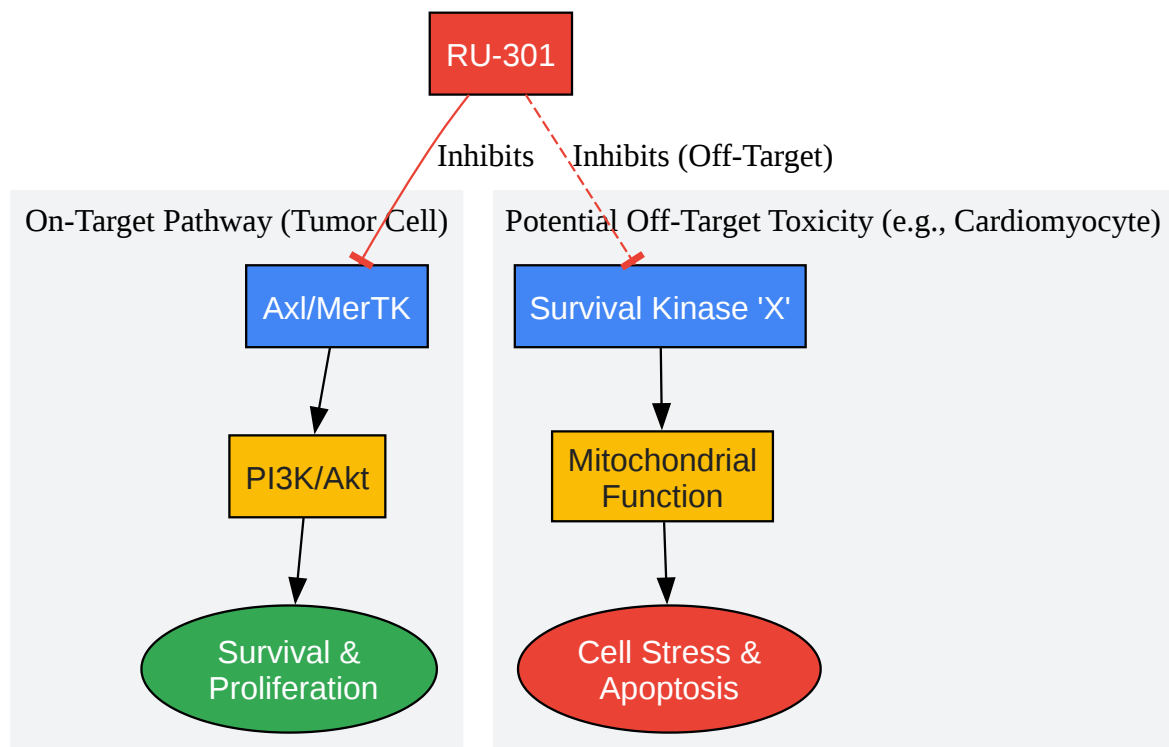 RU-301
Inhibits
Inhibits (Off-Target)
On-Target Pathway (Tumor Cell)
Axl/MerTK
PI3K/Akt
Survival &
Proliferation
Potential Off-Target Toxicity (e.g., Cardiomyocyte)
Survival Kinase 'X'
Mitochondrial
Function
Cell Stress &
Apoptosis